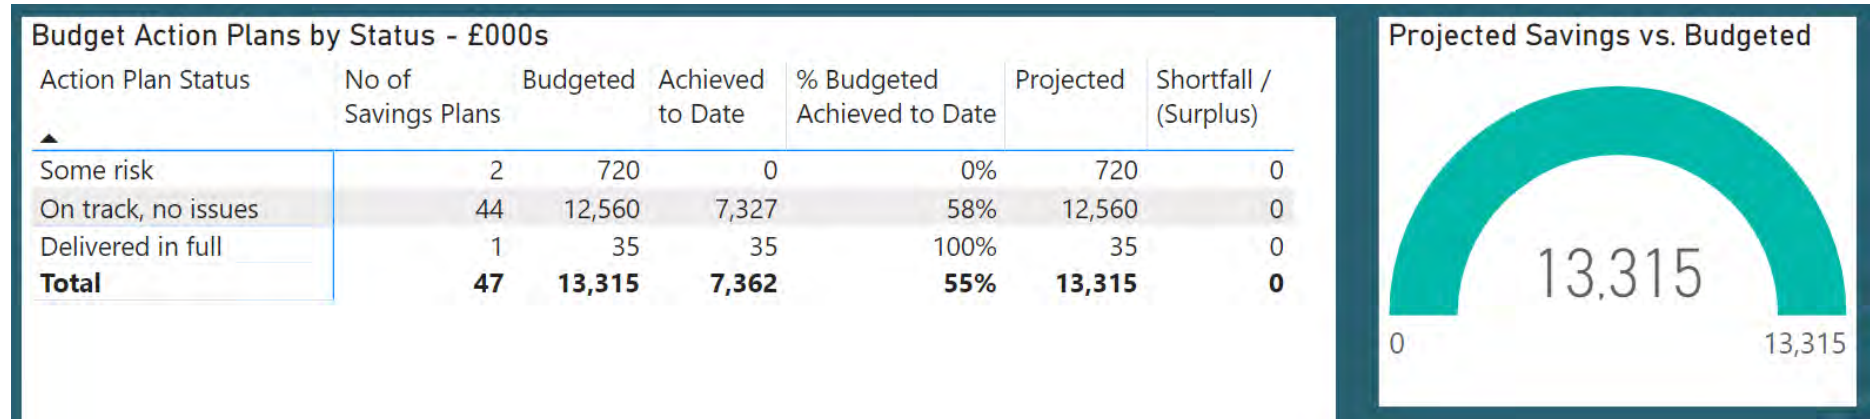 Budget Action Plans by Status - £000s
Action Plan Status No of Savings Plans Budgeted Achieved to Date % Budgeted Achieved to Date Projected Shortfall / (Surplus)
Some risk 2 720 0 0% 720 0
On track, no issues 44 12,560 7,327 58% 12,560 0
Delivered in full 1 35 35 100% 35 0
Total 47 13,315 7,362 55% 13,315 0
Projected Savings vs. Budgeted
13,315
0 13,315